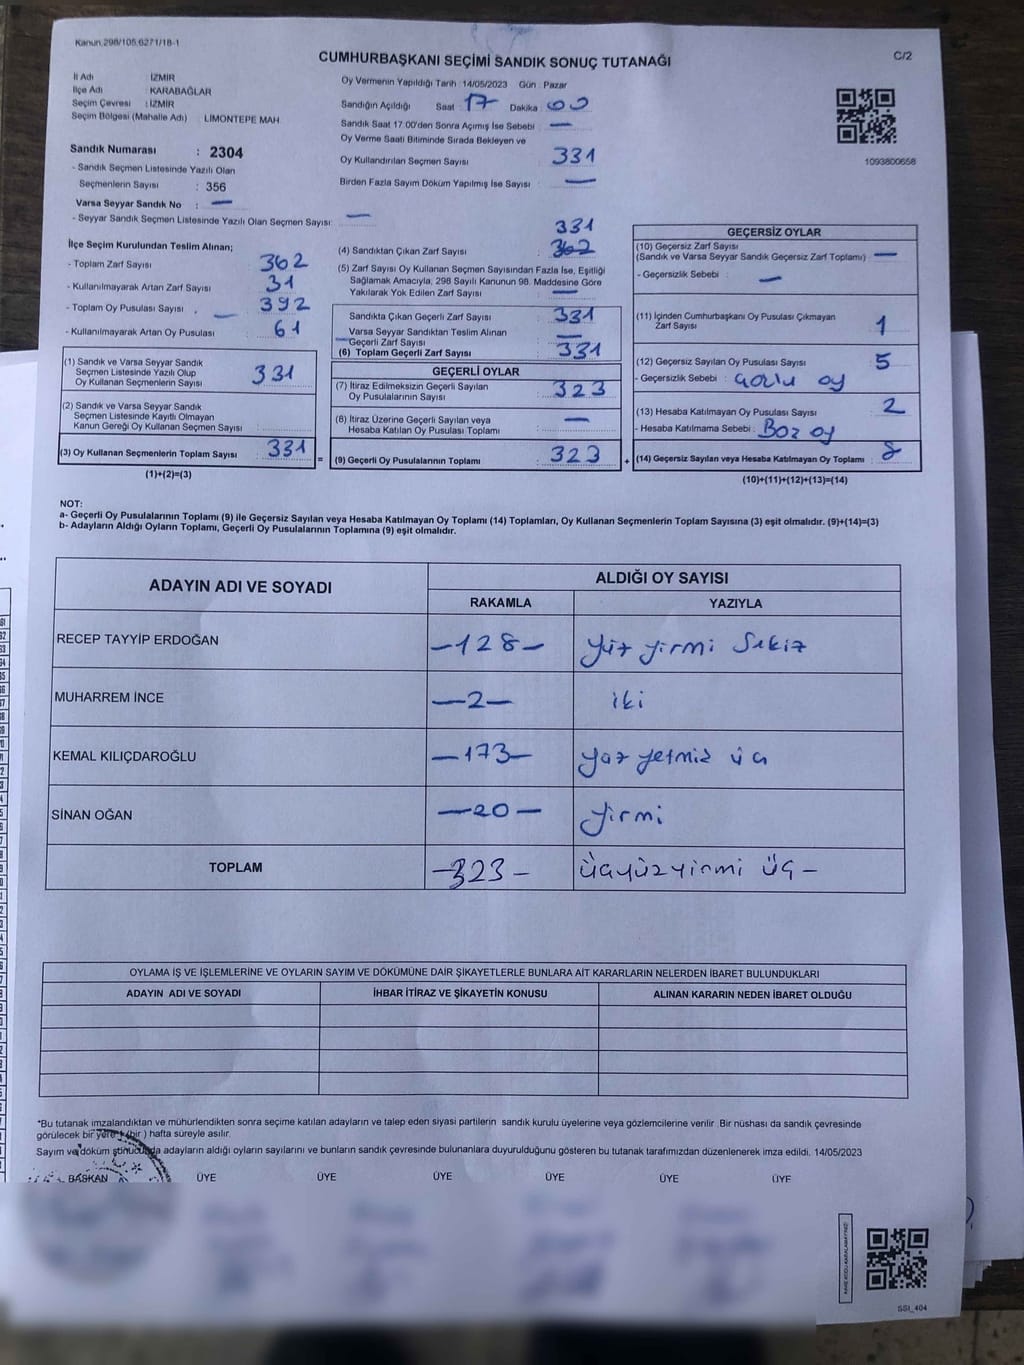 Kanun.298/105,6271/18-1
C/2
CUMHURBAŞKANI SEÇİMİ SANDIK SONUÇ TUTANAĞI
İl Adı : İZMİR
İlçe Adı : KARABAĞLAR
Seçim Çevresi : İZMİR
Seçim Bölgesi (Mahalle Adı) : LIMONTEPE MAH
Sandık Numarası : 2304
- Sandık Seçmen Listesinde Yazılı Olan
Seçmenlerin Sayısı : 356
Varsa Seyyar Sandık No : —
- Seyyar Sandık Seçmen Listesinde Yazılı Olan Seçmen Sayısı: —
Oy Vermenin Yapıldığı Tarih :14/05/2023 Gün : Pazar
Sandığın Açıldığı Saat : 17 Dakika : 00
Sandık Saat 17:00'den Sonra Açımış İse Sebebi : —
Oy Verme Saati Bitiminde Sırada Bekleyen ve
Oy Kullandırılan Seçmen Sayısı : 331
Birden Fazla Sayım Döküm Yapılmış İse Sayısı : —
1093800658
İlçe Seçim Kurulundan Teslim Alınan;
- Toplam Zarf Sayısı : 362
- Kullanılmayarak Artan Zarf Sayısı : 31
- Toplam Oy Pusulası Sayısı : 392
- Kullanılmayarak Artan Oy Pusulası : 61
(1) Sandık ve Varsa Seyyar Sandık
Seçmen Listesinde Yazılı Olup
Oy Kullanan Seçmenlerin Sayısı : 331
(2) Sandık ve Varsa Seyyar Sandık
Seçmen Listesinde Kayıtlı Olmayan
Kanun Gereği Oy Kullanan Seçmen Sayısı :
(3) Oy Kullanan Seçmenlerin Toplam Sayısı : 331
(1)+(2)=(3)
331
(4) Sandıktan Çıkan Zarf Sayısı : 362
(5) Zarf Sayısı Oy Kullanan Seçmen Sayısından Fazla İse, Eşitliği
Sağlamak Amacıyla, 298 Sayılı Kanunun 98. Maddesine Göre
Yakılarak Yok Edilen Zarf Sayısı : —
Sandıkta Çıkan Geçerli Zarf Sayısı : 331
Varsa Seyyar Sandıktan Teslim Alınan
Geçerli Zarf Sayısı : —
(6) Toplam Geçerli Zarf Sayısı : 331
GEÇERLİ OYLAR
(7) İtiraz Edilmeksizin Geçerli Sayılan
Oy Pusulalarının Sayısı : 323
(8) İtiraz Üzerine Geçerli Sayılan veya
Hesaba Katılan Oy Pusulası Toplamı : —
= (9) Geçerli Oy Pusulalarının Toplamı : 323 +
GEÇERSİZ OYLAR
(10) Geçersiz Zarf Sayısı
(Sandık ve Varsa Seyyar Sandık Geçersiz Zarf Toplamı) : —
- Geçersizlik Sebebi : —
(11) İçinden Cumhurbaşkanı Oy Pusulası Çıkmayan
Zarf Sayısı : 1
(12) Geçersiz Sayılan Oy Pusulası Sayısı : 5
- Geçersizlik Sebebi : oy
(13) Hesaba Katılmayan Oy Pusulası Sayısı : 2
- Hesaba Katılmama Sebebi : Boz oy
(14) Geçersiz Sayılan veya Hesaba Katılmayan Oy Toplamı : 8
(10)+(11)+(12)+(13)=(14)
NOT:
a- Geçerli Oy Pusulalarının Toplamı (9) ile Geçersiz Sayılan veya Hesaba Katılmayan Oy Toplamı (14) Toplamları, Oy Kullanan Seçmenlerin Toplam Sayısına (3) eşit olmalıdır. (9)+(14)=(3)
b- Adayların Aldığı Oyların Toplamı, Geçerli Oy Pusulalarının Toplamına (9) eşit olmalıdır.
ADAYIN ADI VE SOYADI
ALDIĞI OY SAYISI
RAKAMLA YAZIYLA
RECEP TAYYİP ERDOĞAN —128— yüz yirmi Sekiz
MUHARREM İNCE —2— iki
KEMAL KILIÇDAROĞLU —173— yüz yetmiş üç
SİNAN OĞAN —20— yirmi
TOPLAM —323— üçyüzyirmi üç—
OYLAMA İŞ VE İŞLEMLERİNE VE OYLARIN SAYIM VE DÖKÜMÜNE DAİR ŞİKAYETLERLE BUNLARA AİT KARARLARIN NELERDEN İBARET BULUNDUKLARI
ADAYIN ADI VE SOYADI İHBAR İTİRAZ VE ŞİKAYETİN KONUSU ALINAN KARARIN NEDEN İBARET OLDUĞU
*Bu tutanak imzalandıktan ve mühürlendikten sonra seçime katılan adayların ve talep eden siyasi partilerin sandık kurulu üyelerine veya gözlemcilerine verilir .Bir nüshası da sandık çevresinde
görülecek bir yere 1 (bir ) hafta süreyle asılır.
Sayım ve döküm sonucunda adayların aldığı oyların sayılarını ve bunların sandık çevresinde bulunanlara duyurulduğunu gösteren bu tutanak tarafımızdan düzenlenerek imza edildi. 14/05/2023
BAŞKAN ÜYE ÜYE ÜYE ÜYE ÜYE ÜYE
SSI_404